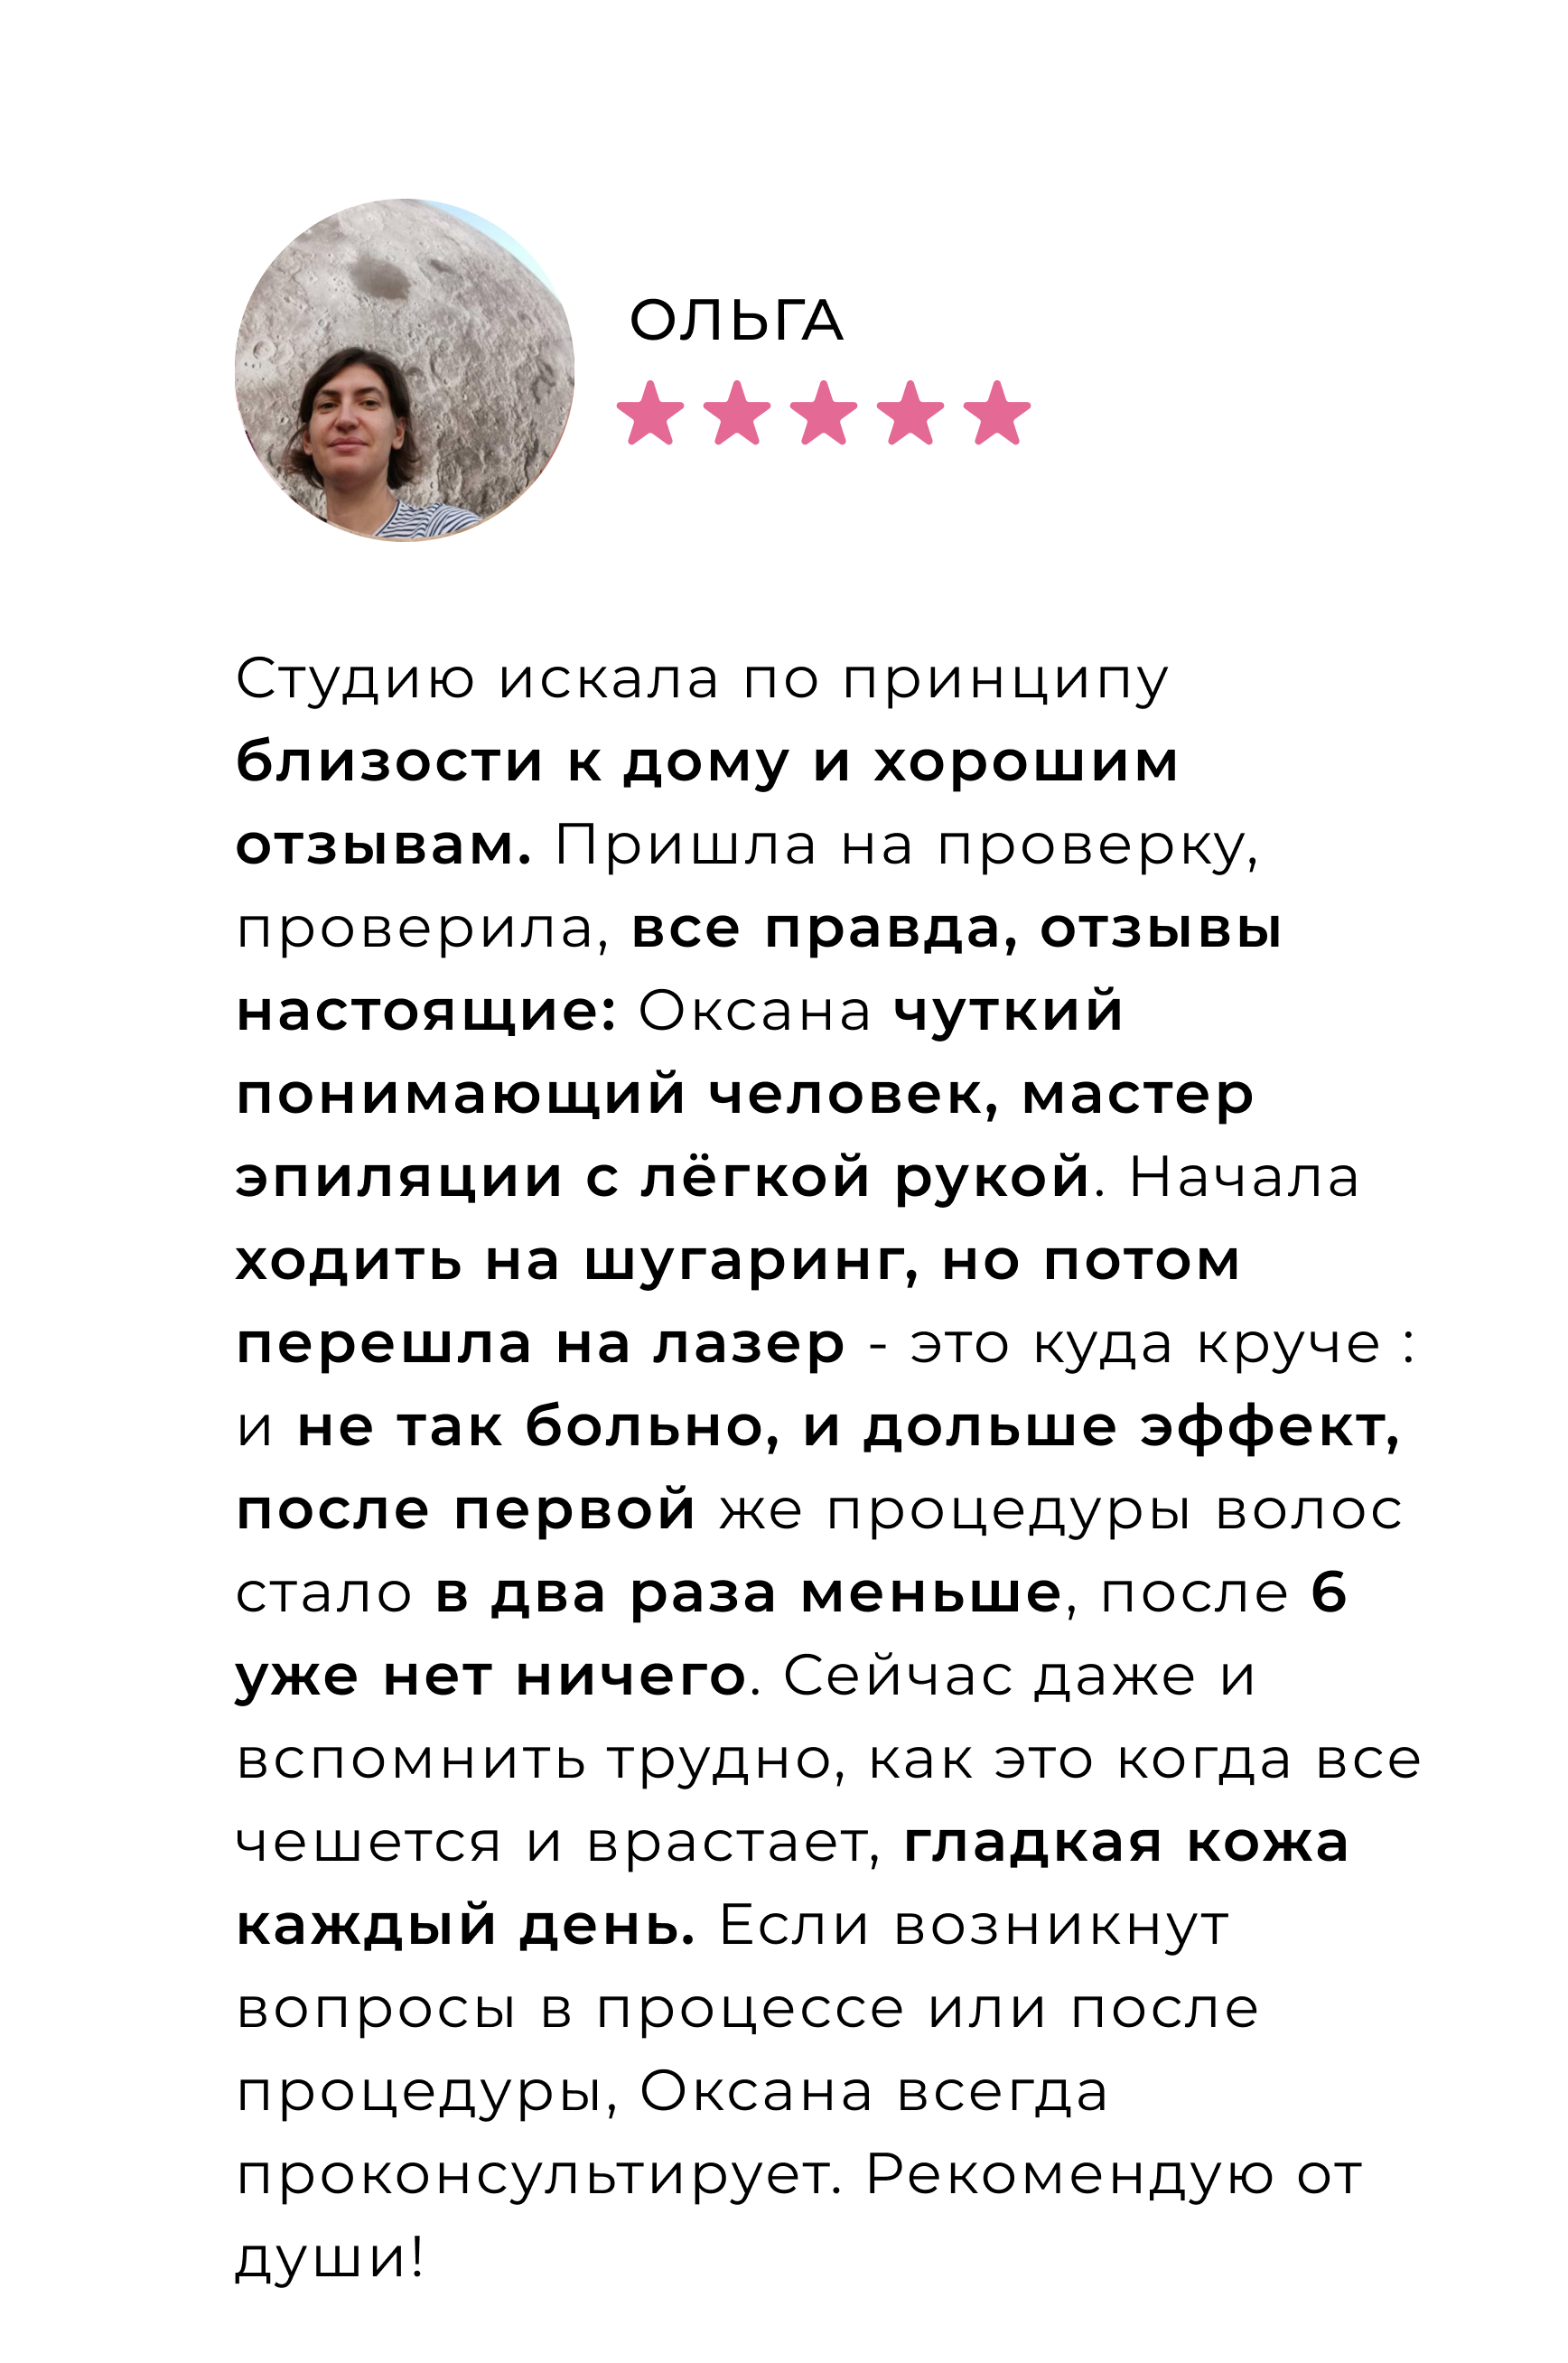 ОЛЬГА
Студию искала по принципу
близости к дому и хорошим
отзывам. Пришла на проверку,
проверила, все правда, отзывы
настоящие: Оксана чуткий
понимающий человек, мастер
эпиляции с лёгкой рукой. Начала
ходить на шугаринг, но потом
перешла на лазер - это куда круче :
и не так больно, и дольше эффект,
после первой же процедуры волос
стало в два раза меньше, после 6
уже нет ничего. Сейчас даже и
вспомнить трудно, как это когда все
чешется и врастает, гладкая кожа
каждый день. Если возникнут
вопросы в процессе или после
процедуры, Оксана всегда
проконсультирует. Рекомендую от
души!